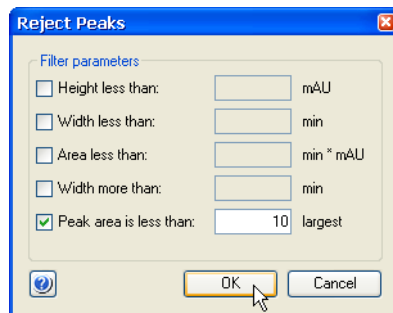 Reject Peaks
Filter parameters
Height less than: mAU
Width less than: min
Area less than: min * mAU
Width more than: min
Peak area is less than: 10 largest
OK Cancel